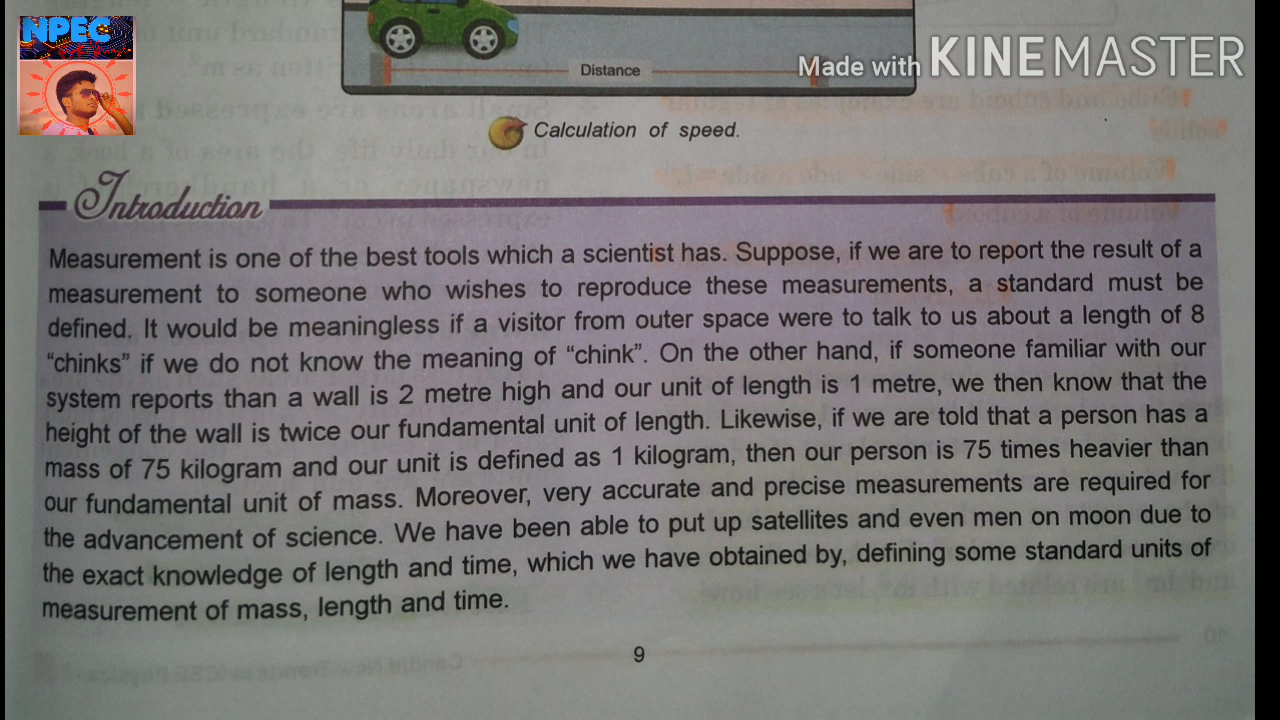 NPEC
Distance
Made with KINEMASTER
Calculation of speed.
Introduction
Measurement is one of the best tools which a scientist has. Suppose, if we are to report the result of a
measurement to someone who wishes to reproduce these measurements, a standard must be
defined. It would be meaningless if a visitor from outer space were to talk to us about a length of 8
“chinks” if we do not know the meaning of “chink”. On the other hand, if someone familiar with our
system reports than a wall is 2 metre high and our unit of length is 1 metre, we then know that the
height of the wall is twice our fundamental unit of length. Likewise, if we are told that a person has a
mass of 75 kilogram and our unit is defined as 1 kilogram, then our person is 75 times heavier than
our fundamental unit of mass. Moreover, very accurate and precise measurements are required for
the advancement of science. We have been able to put up satellites and even men on moon due to
the exact knowledge of length and time, which we have obtained by, defining some standard units of
measurement of mass, length and time.
9